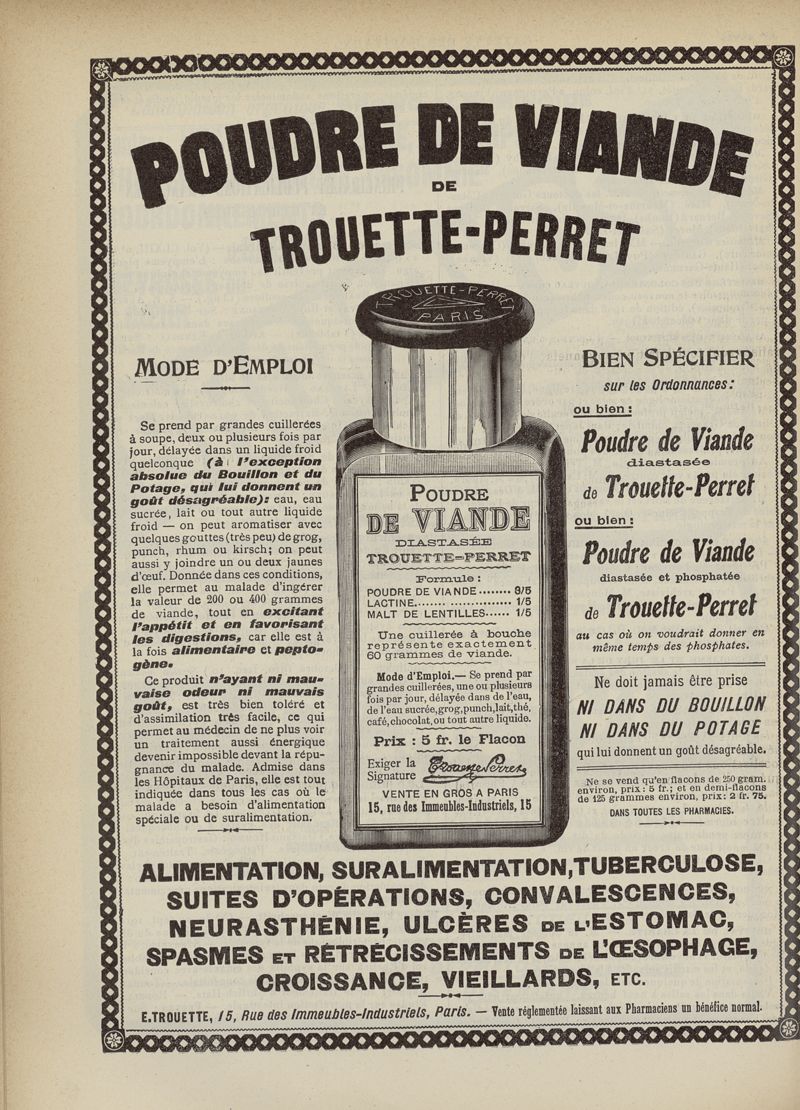 POUDRE DE VIANDE
DE
TROUETTE-PERRET
TROUETTE-PERRET
PARIS
MODE D'EMPLOI
Se prend par grandes cuillerées
à soupe, deux ou plusieurs fois par
jour, délayée dans un liquide froid
quelconque (à l'exception
absolue du Bouillon et du
Potage, qui lui donnent un
goût désagréable): eau, eau
sucrée, lait ou tout autre liquide
froid — on peut aromatiser avec
quelques gouttes (très peu) de grog,
punch, rhum ou kirsch; on peut
aussi y joindre un ou deux jaunes
d'œuf. Donnée dans ces conditions,
elle permet au malade d'ingérer
la valeur de 200 ou 400 grammes
de viande, tout en excitant
l'appétit et en favorisant
les digestions, car elle est à
la fois alimentaire et pepto-
gène.
Ce produit n'ayant ni mau-
vaise odeur ni mauvais
goût, est très bien toléré et
d'assimilation très facile, ce qui
permet au médecin de ne plus voir
un traitement aussi énergique
devenir impossible devant la répu-
gnance du malade. Admise dans
les Hôpitaux de Paris, elle est tout
indiquée dans tous les cas où le
malade a besoin d'alimentation
spéciale ou de suralimentation.
POUDRE
DE VIANDE
DIASTASÉE
TROUETTE-PERRET
Formule :
POUDRE DE VIANDE ........ 3/5
LACTINE...................... 1/5
MALT DE LENTILLES...... 1/5
Une cuillerée à bouche
représente exactement
60 grammes de viande.
Mode d'Emploi.— Se prend par
grandes cuillerées, une ou plusieurs
fois par jour, délayée dans de l'eau,
de l'eau sucrée, grog, punch, lait, thé,
café, chocolat, ou tout autre liquide.
Prix : 5 fr. le Flacon
Exiger la
Signature
Trouette Perret
VENTE EN GROS A PARIS
15, rue des Immeubles-Industriels, 15
BIEN SPÉCIFIER
sur les Ordonnances:
ou bien :
Poudre de Viande
diastasée
de Trouette-Perret
ou bien :
Poudre de Viande
diastasée et phosphatée
de Trouette-Perret
au cas où on voudrait donner en
même temps des phosphates.
Ne doit jamais être prise
NI DANS DU BOUILLON
NI DANS DU POTAGE
qui lui donnent un goût désagréable.
Ne se vend qu'en flacons de 250 gram.
environ, prix: 5 fr.; et en demi-flacons
de 125 grammes environ, prix: 2 fr. 75.
DANS TOUTES LES PHARMACIES.
ALIMENTATION, SURALIMENTATION, TUBERCULOSE,
SUITES D'OPÉRATIONS, CONVALESCENCES,
NEURASTHÉNIE, ULCÈRES DE L'ESTOMAC,
SPASMES ET RÉTRÉCISSEMENTS DE L'ŒSOPHAGE,
CROISSANCE, VIEILLARDS, ETC.
E. TROUETTE, 15, Rue des Immeubles-Industriels, Paris. — Vente réglementée laissant aux Pharmaciens un bénéfice normal.